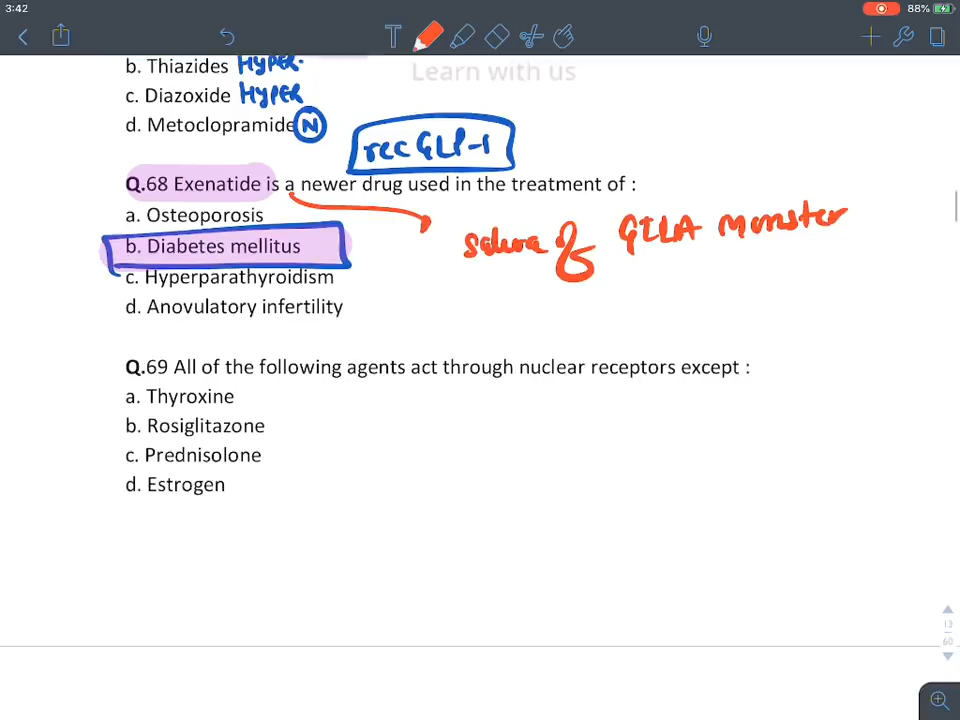 3:42
88%
T
Learn with us
b. Thiazides HYPER.
c. Diazoxide HYPER
d. Metoclopramide N
rec GLP-1
Q.68 Exenatide is a newer drug used in the treatment of :
a. Osteoporosis
saliva of GILA monster
b. Diabetes mellitus
c. Hyperparathyroidism
d. Anovulatory infertility
Q.69 All of the following agents act through nuclear receptors except :
a. Thyroxine
b. Rosiglitazone
c. Prednisolone
d. Estrogen
13
60